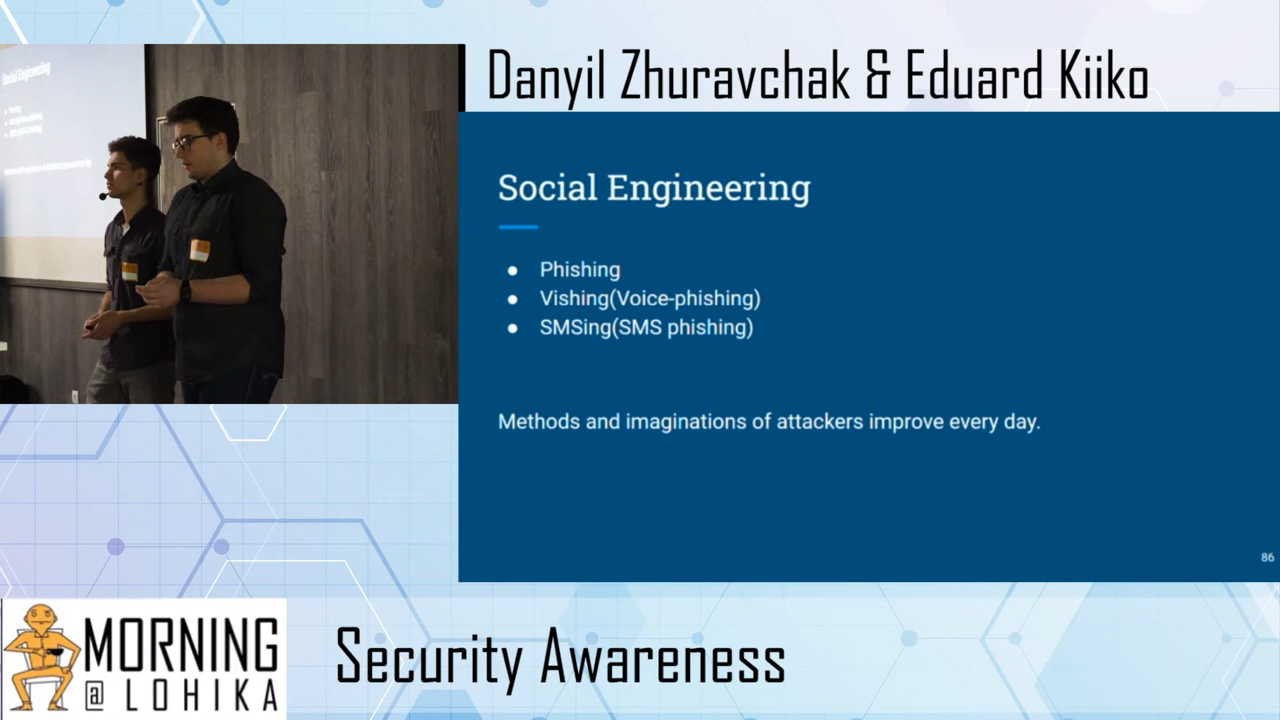 Danyil Zhuravchak & Eduard Kiiko
Social Engineering
Social Engineering
● Phishing
● Vishing(Voice-phishing)
● SMSing(SMS phishing)
Methods and imaginations of attackers improve every day.
86
MORNING
@ LOHIKA
Security Awareness